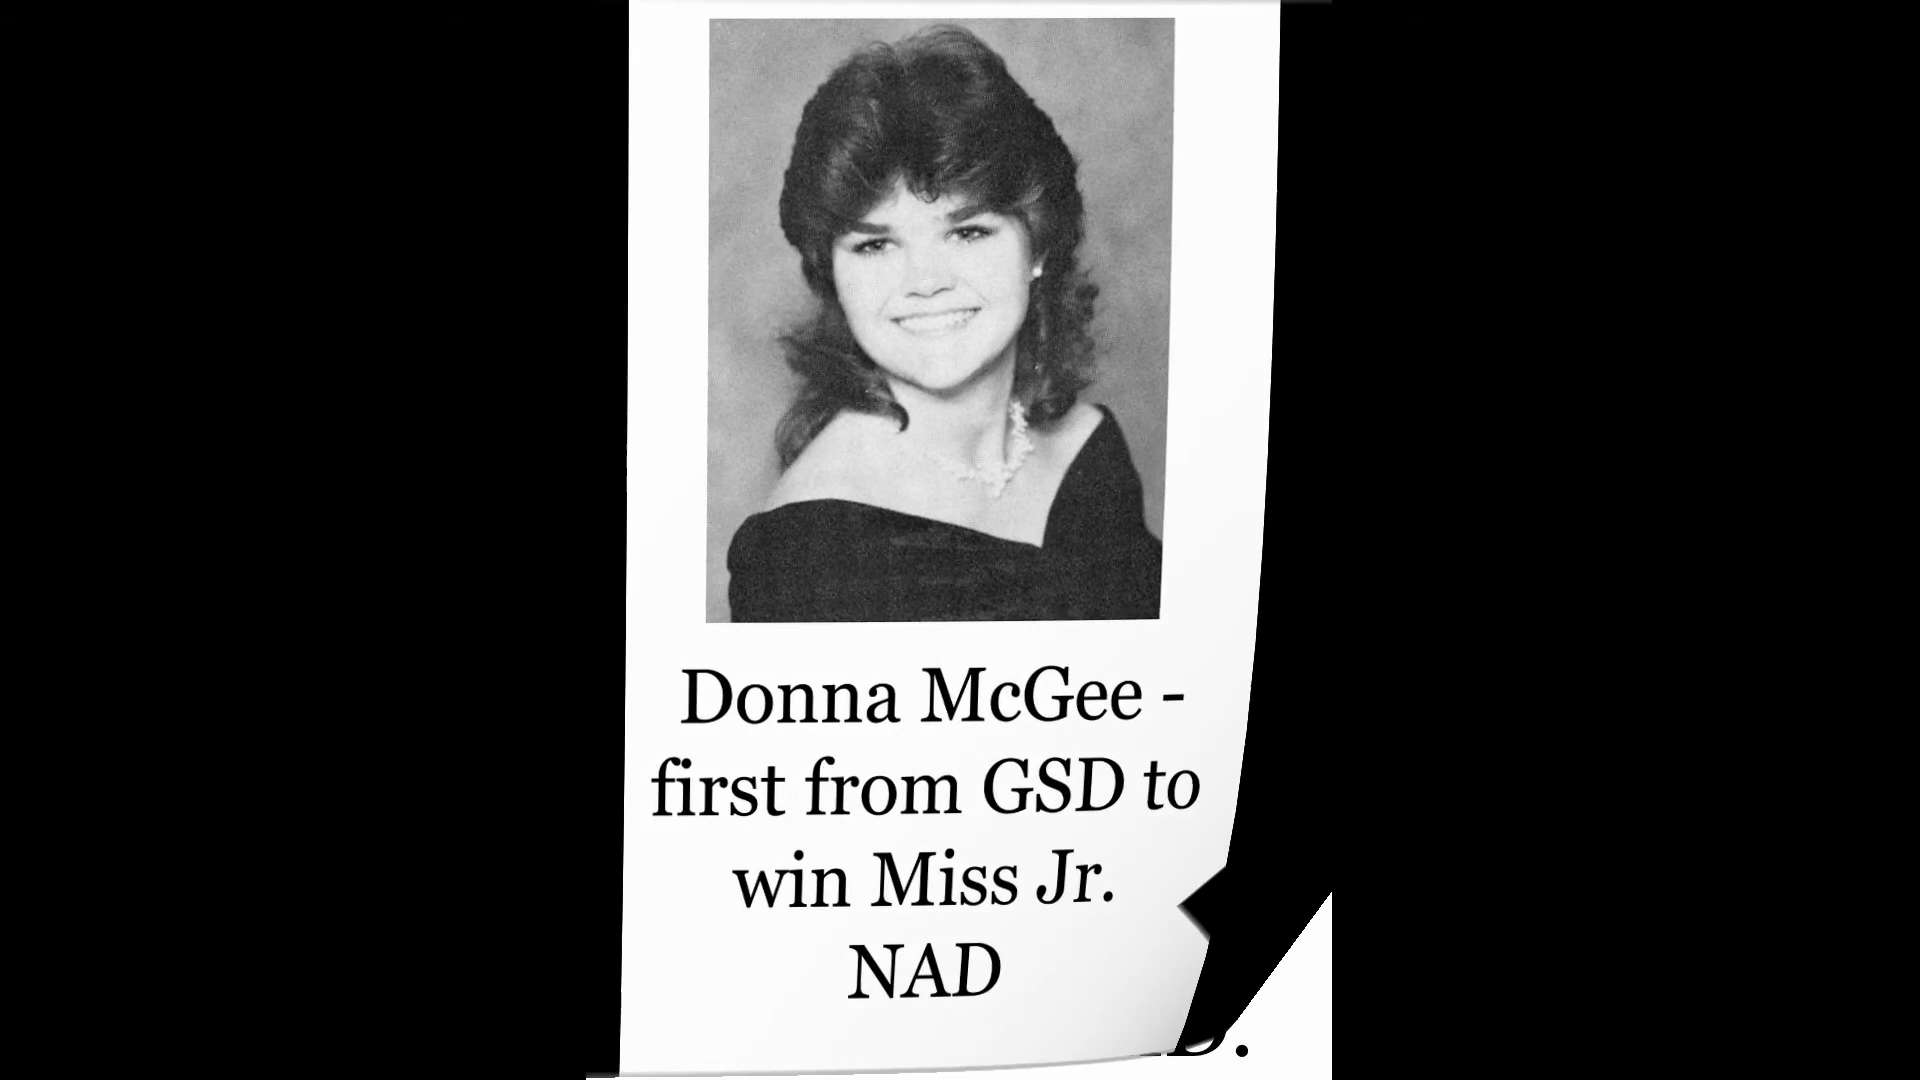 Donna McGee -
first from GSD to
win Miss Jr.
NAD